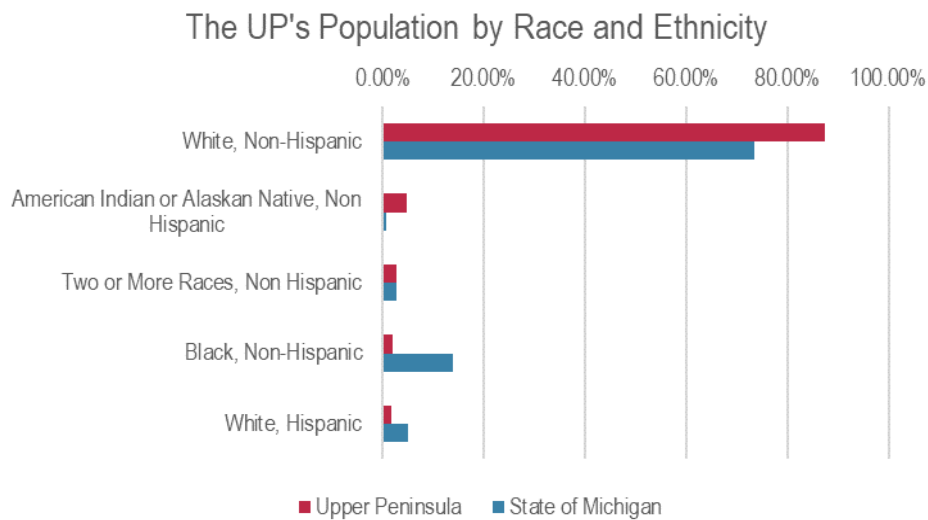 The UP's Population by Race and Ethnicity
0.00% 20.00% 40.00% 60.00% 80.00% 100.00%
White, Non-Hispanic
American Indian or Alaskan Native, Non
Hispanic
Two or More Races, Non Hispanic
Black, Non-Hispanic
White, Hispanic
Upper Peninsula State of Michigan